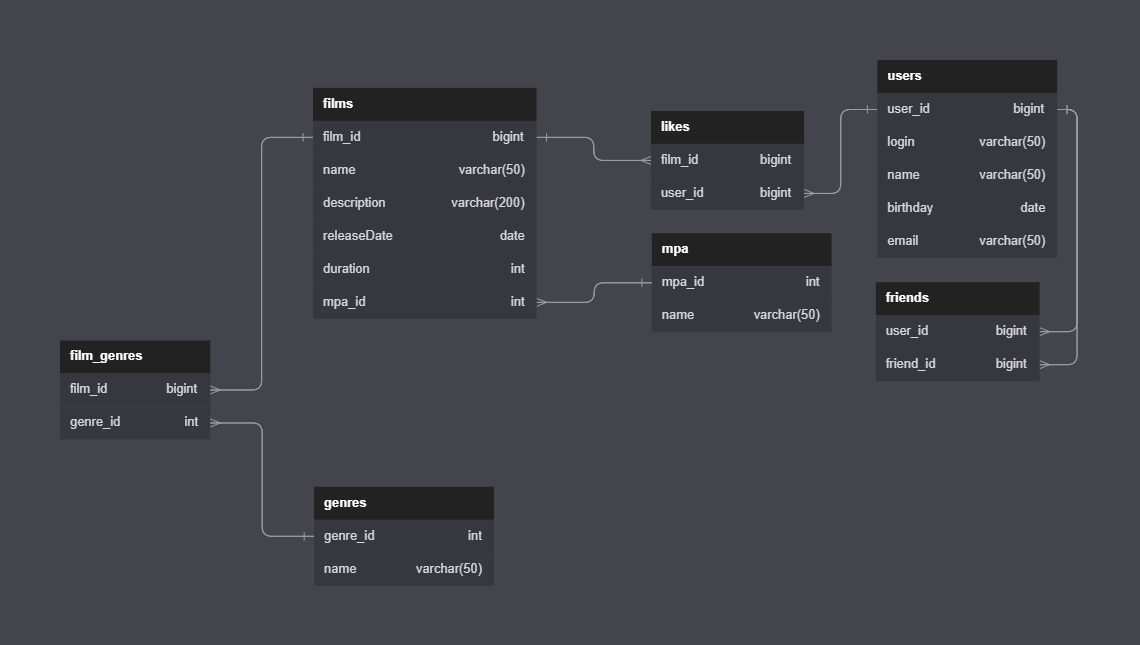 films
film_id bigint
name varchar(50)
description varchar(200)
releaseDate date
duration int
mpa_id int
likes
film_id bigint
user_id bigint
users
user_id bigint
login varchar(50)
name varchar(50)
birthday date
email varchar(50)
mpa
mpa_id int
name varchar(50)
friends
user_id bigint
friend_id bigint
film_genres
film_id bigint
genre_id int
genres
genre_id int
name varchar(50)